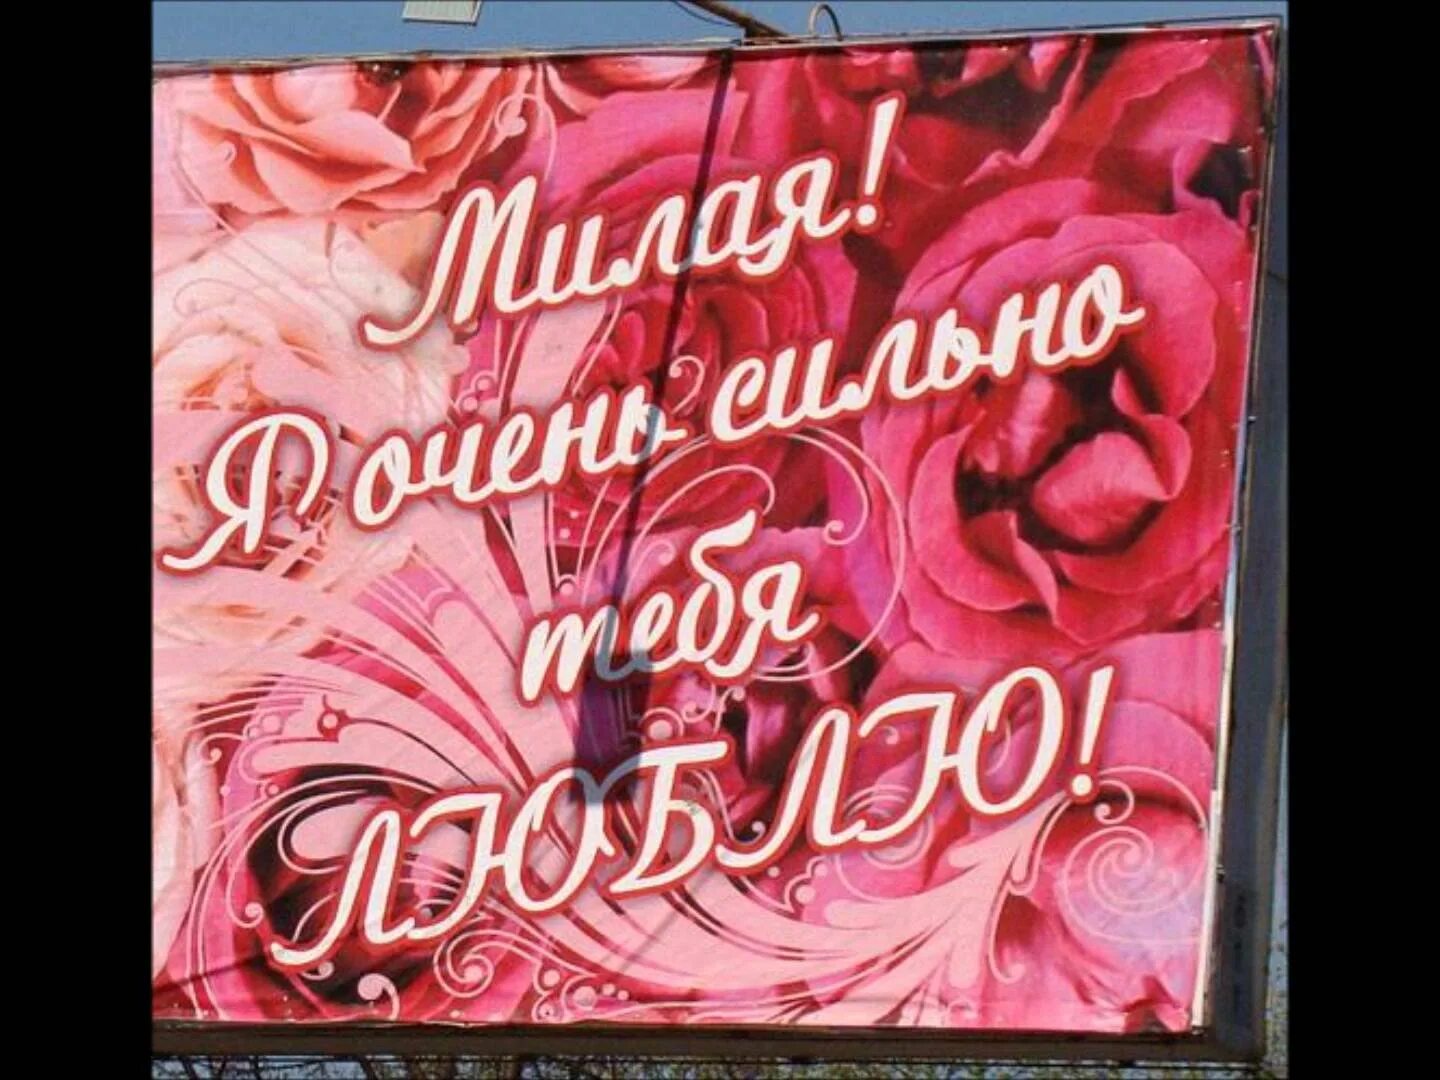 Милая!
Я очень сильно
тебя
ЛЮБЛЮ!